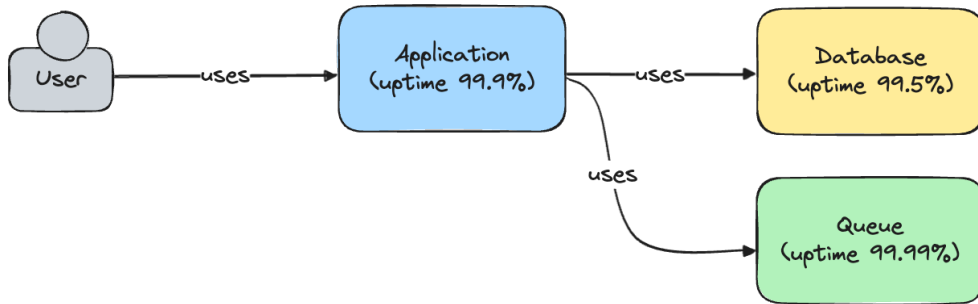 User
uses
Application
(uptime 99.9%)
uses
Database
(uptime 99.5%)
uses
Queue
(uptime 99.99%)